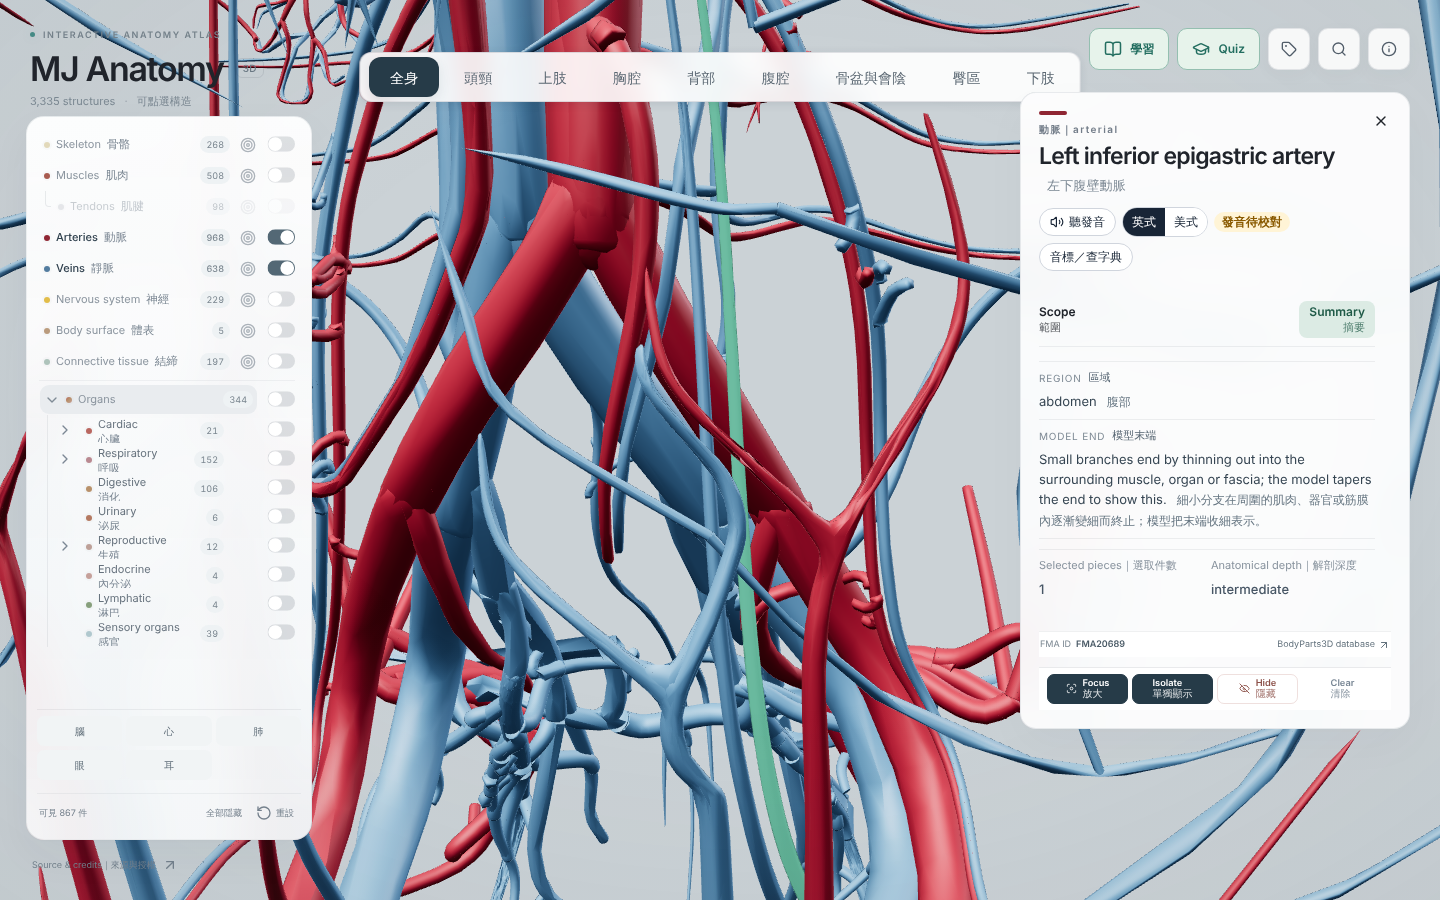 INTERACTIVE ANATOMY ATLAS
MJ Anatomy 3D
3,335 structures · 可點選構造
全身 頭頸 上肢 胸腔 背部 腹腔 骨盆與會陰 臀區 下肢
學習 Quiz
Skeleton 骨骼 268
Muscles 肌肉 508
Tendons 肌腱 98
Arteries 動脈 968
Veins 靜脈 638
Nervous system 神經 229
Body surface 體表 5
Connective tissue 結締 197
Organs 344
Cardiac 21
心臟
Respiratory 152
呼吸
Digestive 106
消化
Urinary 6
泌尿
Reproductive 12
生殖
Endocrine 4
內分泌
Lymphatic 4
淋巴
Sensory organs 39
感官
腦 心 肺
眼 耳
可見 867 件 全部隱藏 重設
Source & credits | 來源與授權
動脈 | arterial
Left inferior epigastric artery
左下腹壁動脈
聽發音 英式 美式 發音待校對
音標／查字典
Scope
範圍
Summary
摘要
REGION 區域
abdomen 腹部
MODEL END 模型末端
Small branches end by thinning out into the
surrounding muscle, organ or fascia; the model tapers
the end to show this. 細小分支在周圍的肌肉、器官或筋膜
內逐漸變細而終止；模型把末端收細表示。
Selected pieces | 選取件數 Anatomical depth | 解剖深度
1 intermediate
FMA ID FMA20689 BodyParts3D database
Focus
放大
Isolate
單獨顯示
Hide
隱藏
Clear
清除